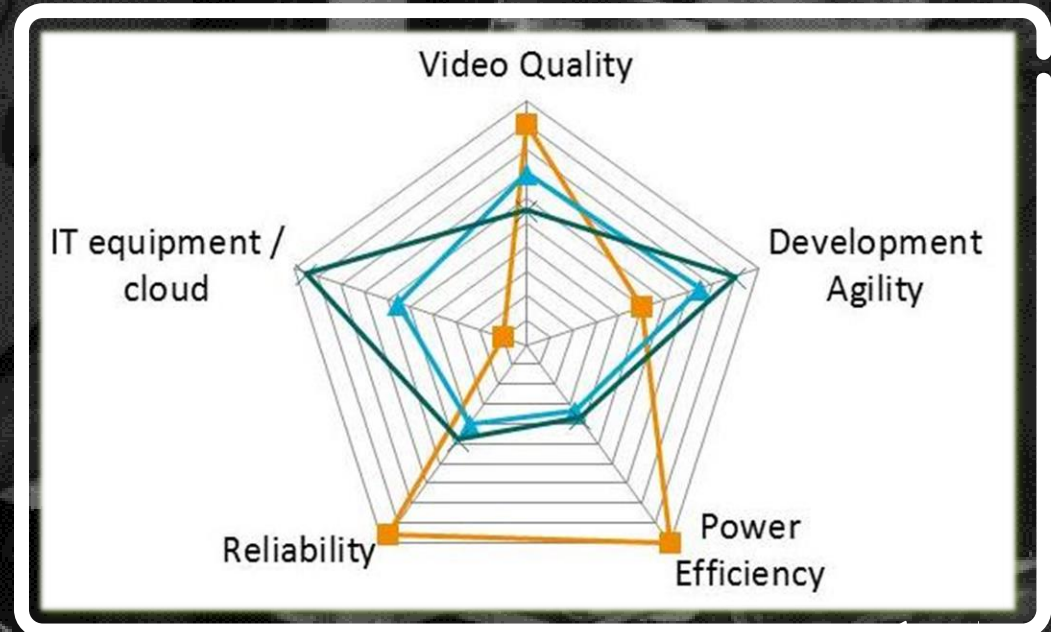 Video Quality
IT equipment /
cloud
Development
Agility
Reliability
Power
Efficiency